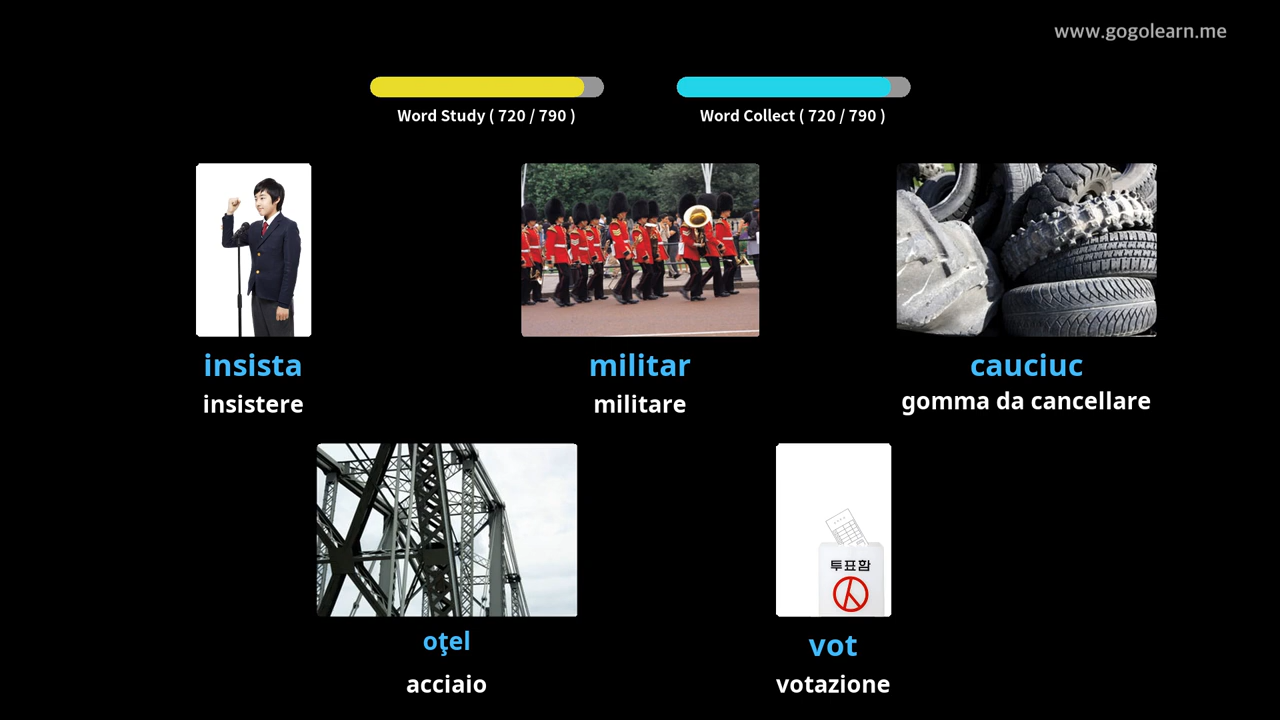 www.gogolearn.me
Word Study ( 720 / 790 )
Word Collect ( 720 / 790 )
insista
militar
cauciuc
insistere
militare
gomma da cancellare
투표함
oţel
vot
acciaio
votazione